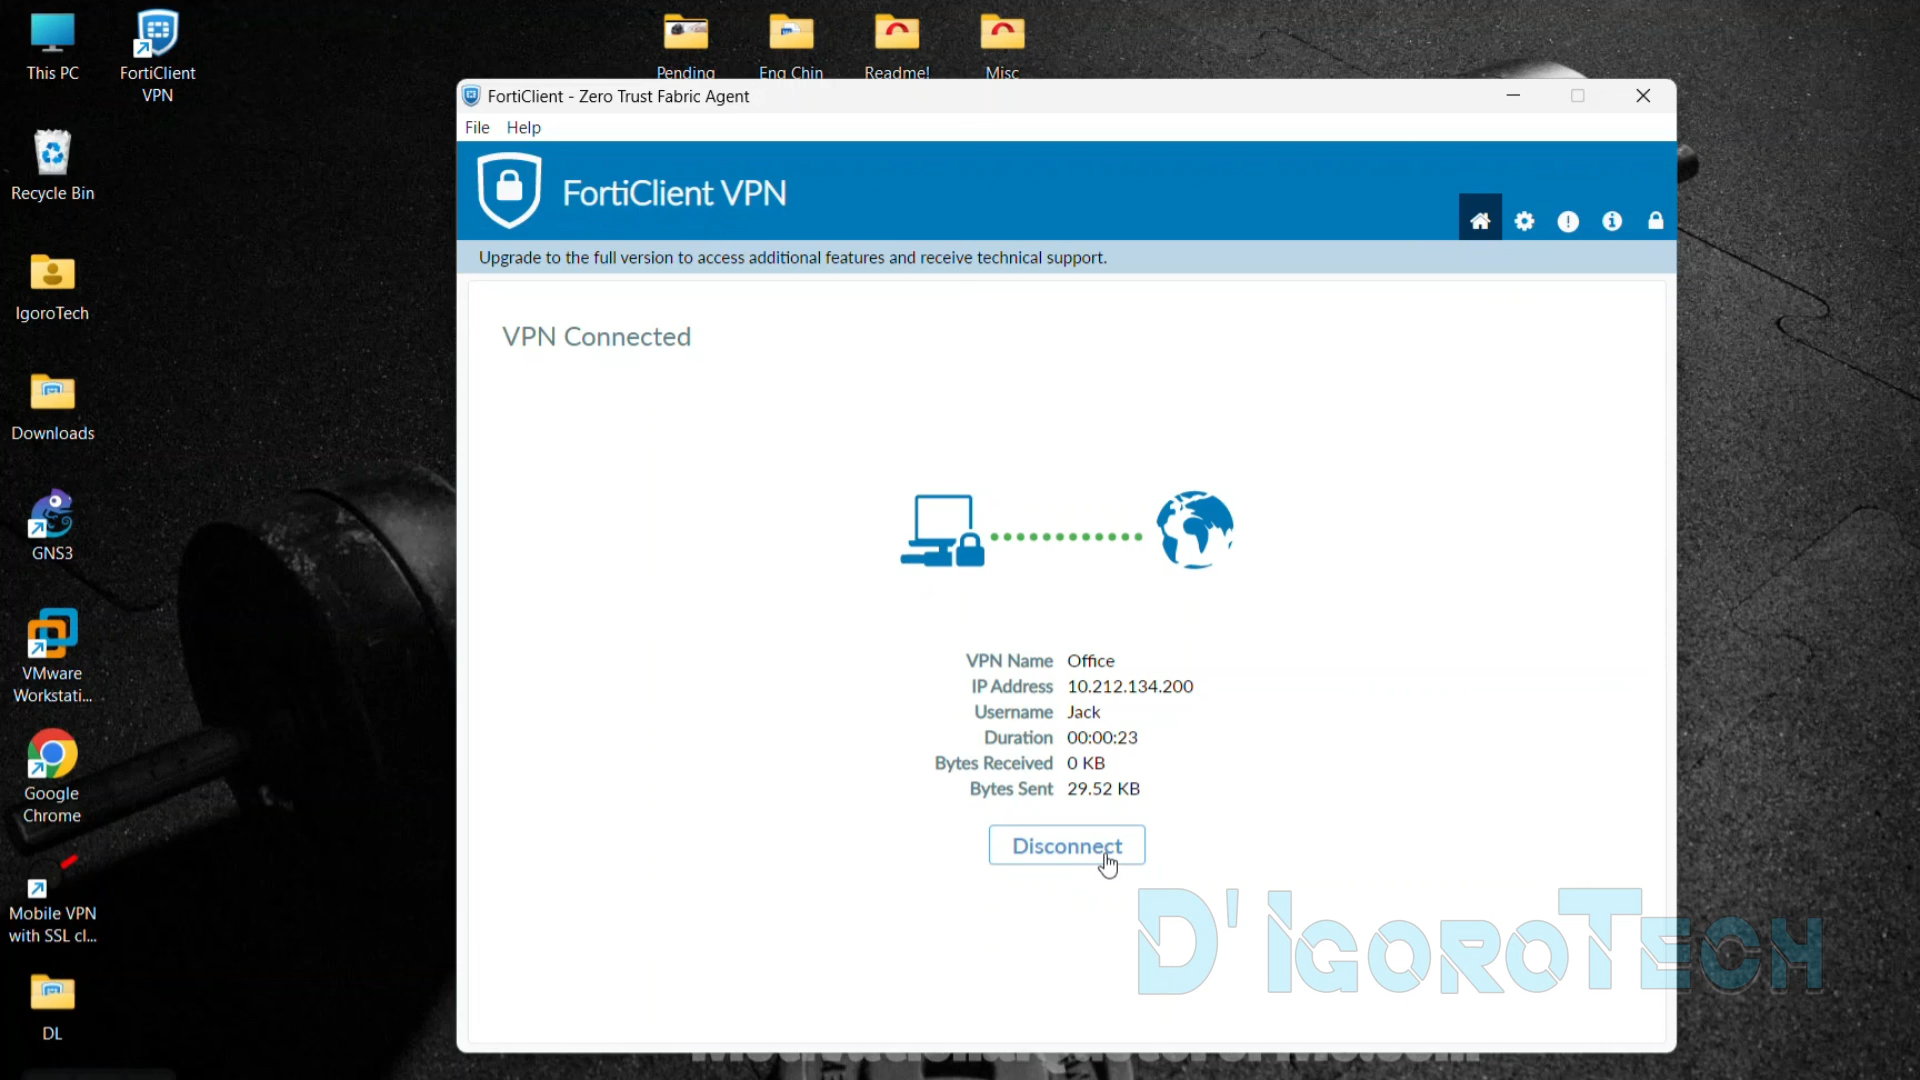 This PC
FortiClient
VPN
Pending
Eng Chin
Readme!
Misc
Recycle Bin
IgoroTech
Downloads
GNS3
VMware
Workstati...
Google
Chrome
Mobile VPN
with SSL cl...
DL
FortiClient - Zero Trust Fabric Agent
File Help
FortiClient VPN
Upgrade to the full version to access additional features and receive technical support.
VPN Connected
VPN Name Office
IP Address 10.212.134.200
Username Jack
Duration 00:00:23
Bytes Received 0 KB
Bytes Sent 29.52 KB
Disconnect
D'IGOROTECH